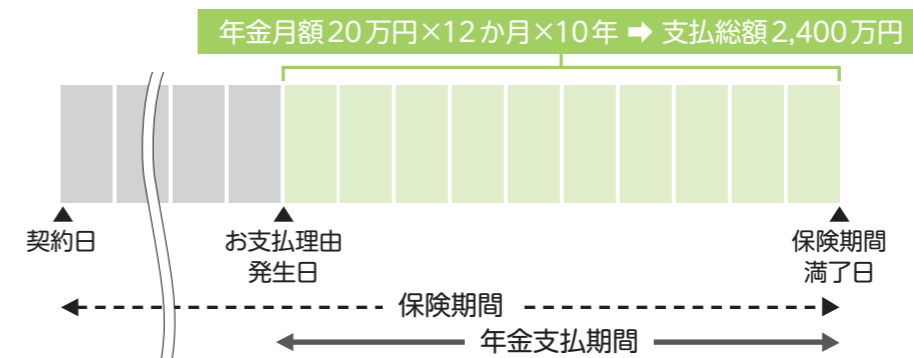 年金月額20万円×12か月×10年 ➡ 支払総額2,400万円
契約日
お支払理由
発生日
保険期間
満了日
保険期間
年金支払期間